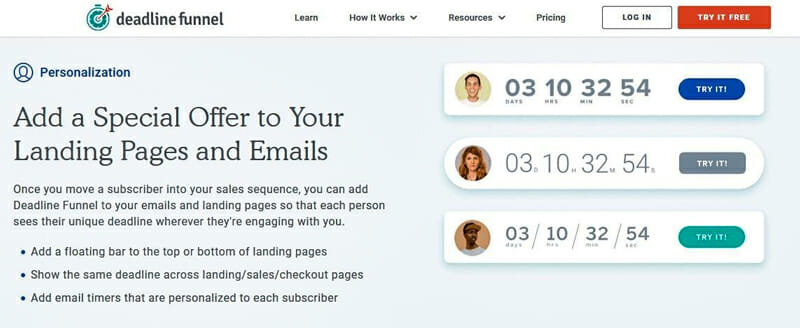 deadline funnel
Learn
How It Works
Resources
Pricing
LOG IN
TRY IT FREE
Personalization
Add a Special Offer to Your
Landing Pages and Emails
Once you move a subscriber into your sales sequence, you can add
Deadline Funnel to your emails and landing pages so that each person
sees their unique deadline wherever they're engaging with you.
Add a floating bar to the top or bottom of landing pages
Show the same deadline across landing/sales/checkout pages
Add email timers that are personalized to each subscriber
03 10 32 54
DAYS HRS MIN SEC
TRY IT!
03D 10H 32M 54S
TRY IT!
03/10/32/54
days hrs min sec
TRY IT!